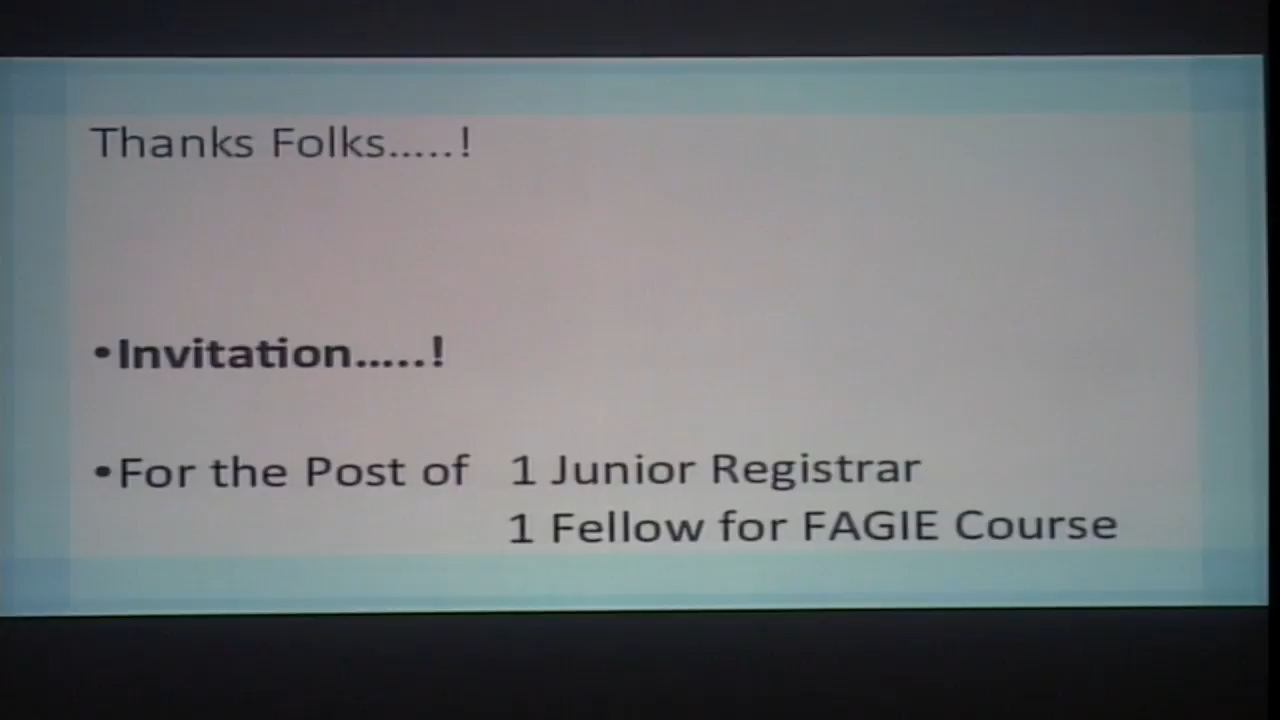 Thanks Folks.....!
•Invitation.....!
•For the Post of 1 Junior Registrar
1 Fellow for FAGIE Course